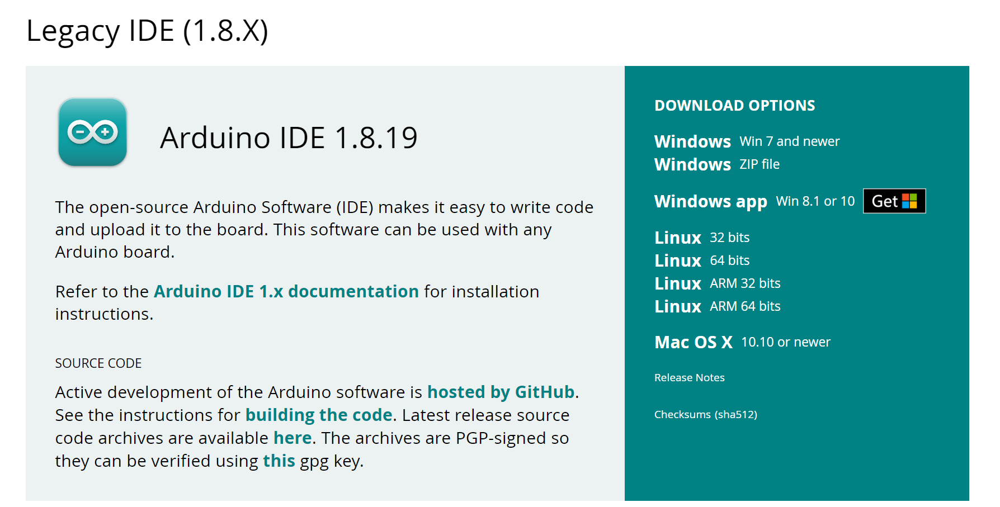 Legacy IDE (1.8.X)
Arduino IDE 1.8.19
The open-source Arduino Software (IDE) makes it easy to write code
and upload it to the board. This software can be used with any
Arduino board.
Refer to the Arduino IDE 1.x documentation for installation
instructions.
SOURCE CODE
Active development of the Arduino software is hosted by GitHub.
See the instructions for building the code. Latest release source
code archives are available here. The archives are PGP-signed so
they can be verified using this gpg key.
DOWNLOAD OPTIONS
Windows Win 7 and newer
Windows ZIP file
Windows app Win 8.1 or 10 Get
Linux 32 bits
Linux 64 bits
Linux ARM 32 bits
Linux ARM 64 bits
Mac OS X 10.10 or newer
Release Notes
Checksums (sha512)